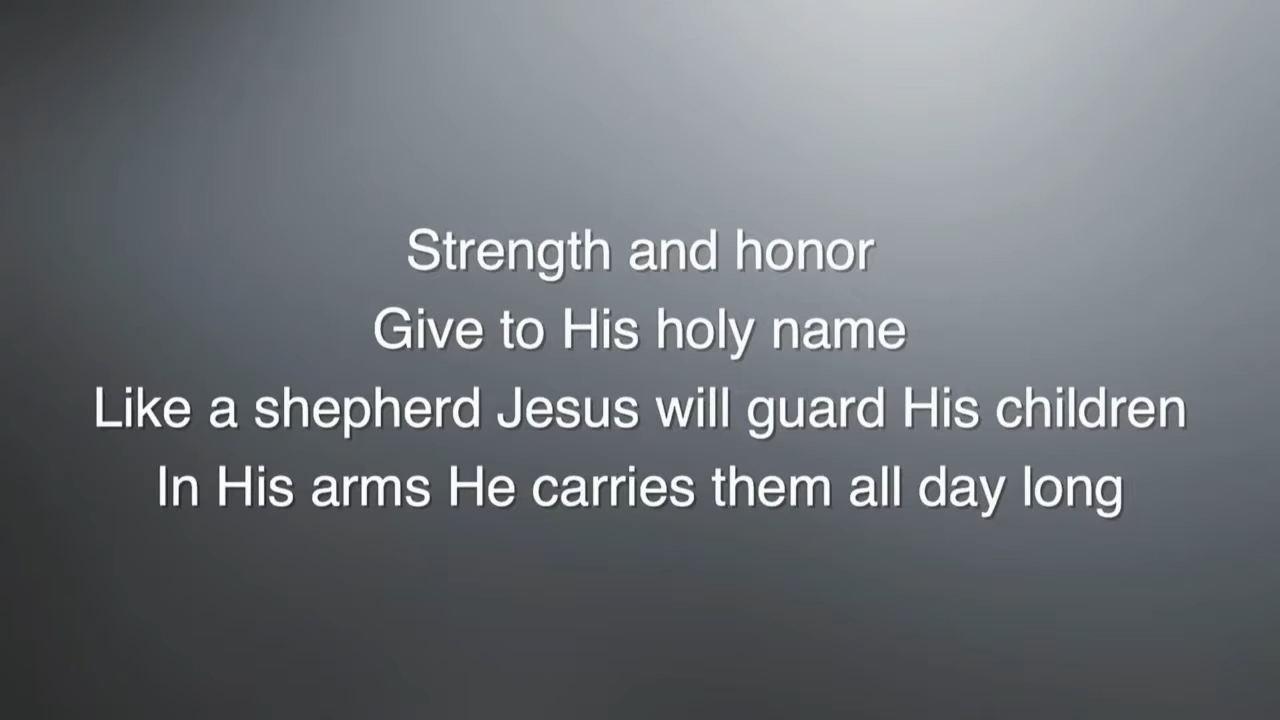 Strength and honor
Give to His holy name
Like a shepherd Jesus will guard His children
In His arms He carries them all day long